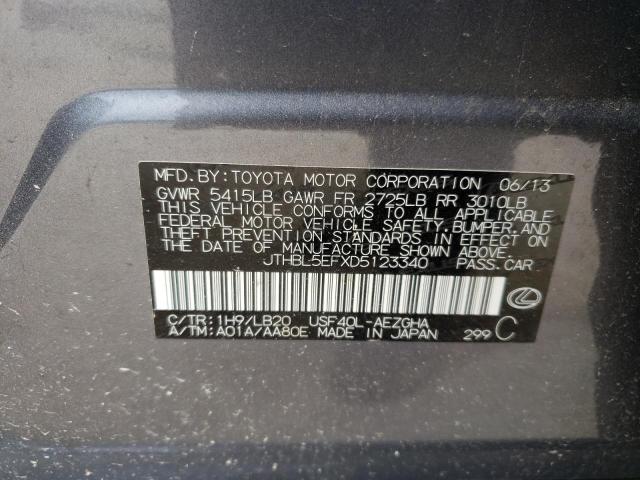 MFD.BY:TOYOTA MOTOR CORPORATION 06/13
GVWR 5415LB GAWR FR 2725LB RR 3010LB
THIS VEHICLE CONFORMS TO ALL APPLICABLE
FEDERAL MOTOR VEHICLE SAFETY,BUMPER,AND
THEFT PREVENTION STANDARDS IN EFFECT ON
THE DATE OF MANUFACTURE SHOWN ABOVE.
JTHBL5EFXD5123340 PASS.CAR
C/TR:1H9/LB20 USF40L-AEZGHA
A/TM:A01A/AA80E MADE IN JAPAN 299 C